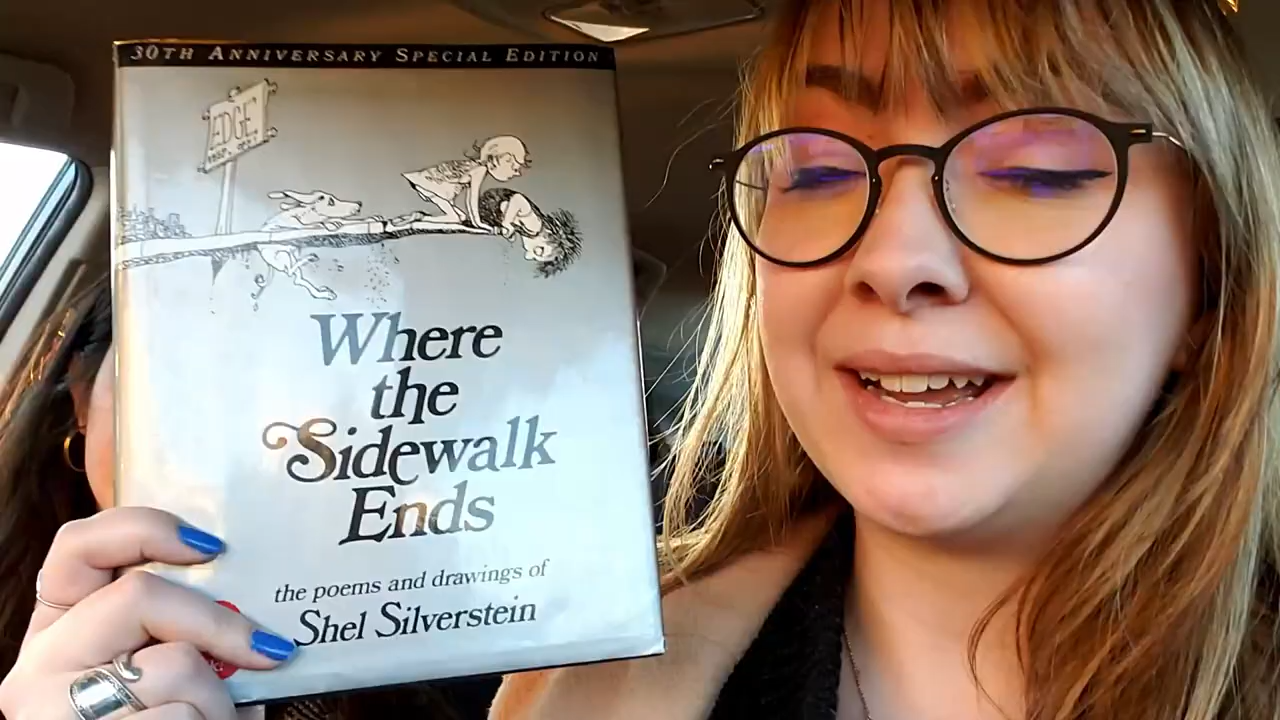 30TH ANNIVERSARY SPECIAL EDITION
EDGE
Where
the
Sidewalk
Ends
the poems and drawings of
Shel Silverstein